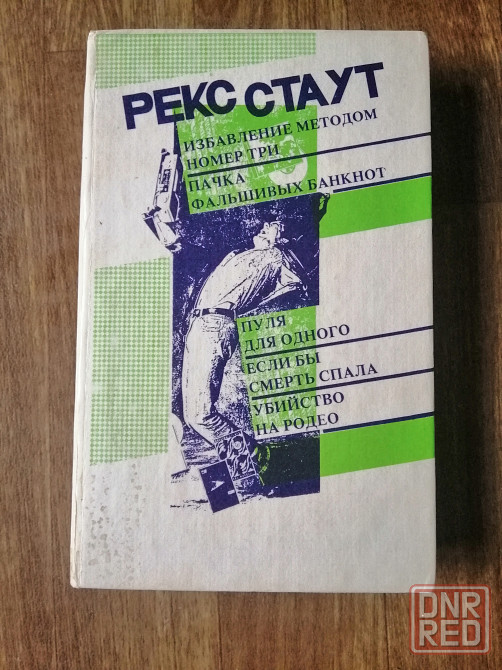 РЕКС СТАУТ
ИЗБАВЛЕНИЕ МЕТОДОМ
НОМЕР ТРИ
ПАЧКА
ФАЛЬШИВЫХ БАНКНОТ
ПУЛЯ
ДЛЯ ОДНОГО
ЕСЛИ БЫ
СМЕРТЬ СПАЛА
УБИЙСТВО
НА РОДЕО
DNR
RED